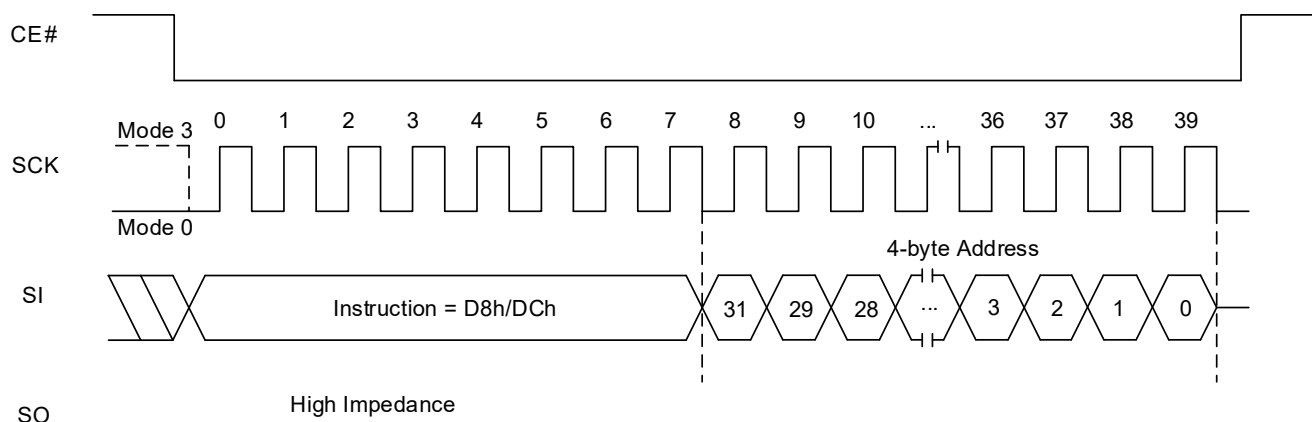 CE#
0 1 2 3 4 5 6 7 8 9 10 ... 36 37 38 39
Mode 3
SCK
Mode 0
4-byte Address
SI
Instruction = D8h/DCh 31 29 28 ... 3 2 1 0
High Impedance
SO